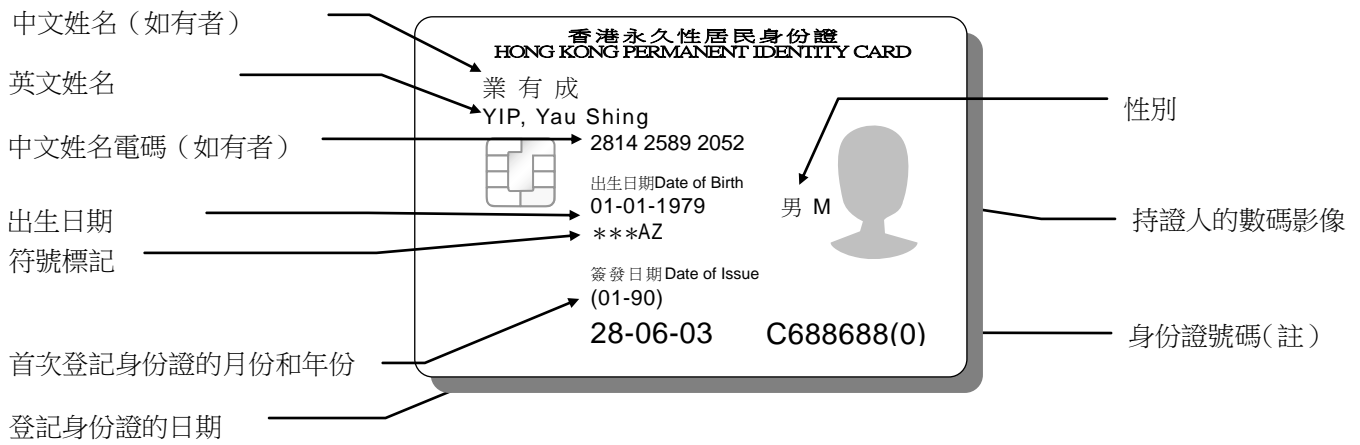 中文姓名（如有者）
英文姓名
中文姓名電碼（如有者）
出生日期
符號標記
首次登記身份證的月份和年份
登記身份證的日期
香港永久性居民身份證
HONG KONG PERMANENT IDENTITY CARD
業有成
YIP, Yau Shing
2814 2589 2052
出生日期Date of Birth
01-01-1979
男 M
***AZ
簽發日期Date of Issue
(01-90)
28-06-03 C688688(0)
性別
持證人的數碼影像
身份證號碼(註)